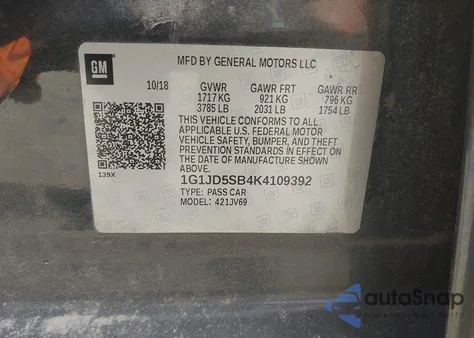 GM
MFD BY GENERAL MOTORS LLC
10/18 GVWR GAWR FRT GAWR RR
1717 KG 921 KG 796 KG
3785 LB 2031 LB 1754 LB
THIS VEHICLE CONFORMS TO ALL
APPLICABLE U.S. FEDERAL MOTOR
VEHICLE SAFETY, BUMPER, AND THEFT
PREVENTION STANDARDS IN EFFECT
ON THE DATE OF MANUFACTURE SHOWN
ABOVE.
139X
1G1JD5SB4K4109392
TYPE: PASS CAR
MODEL: 421JV69
autoSnap